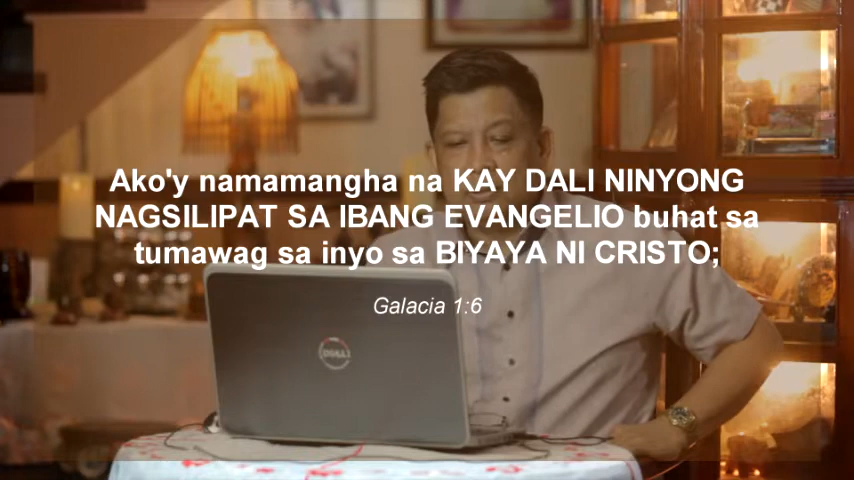 Ako'y namamangha na KAY DALI NINYONG
NAGSILIPAT SA IBANG EVANGELIO buhat sa
tumawag sa inyo sa BIYAYA NI CRISTO;
Galacia 1:6
DELL